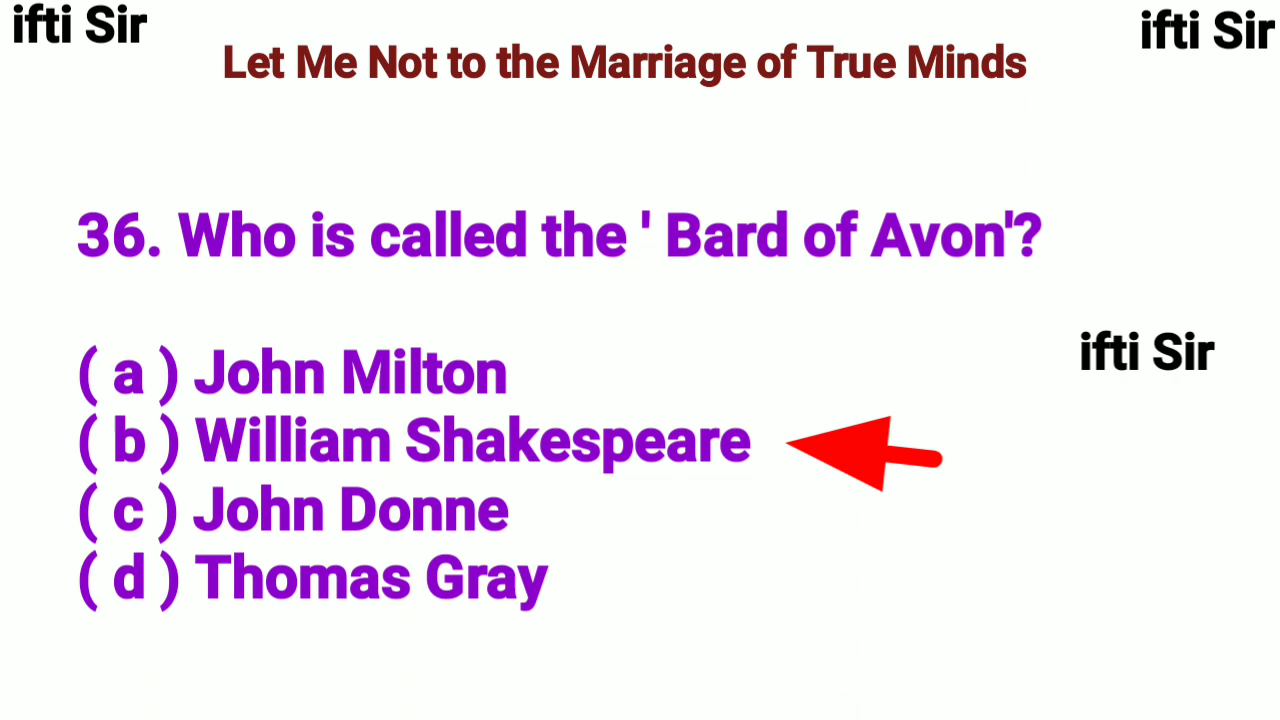 ifti Sir
ifti Sir
Let Me Not to the Marriage of True Minds
36. Who is called the ' Bard of Avon'?
ifti Sir
( a ) John Milton
( b ) William Shakespeare
( c ) John Donne
( d ) Thomas Gray